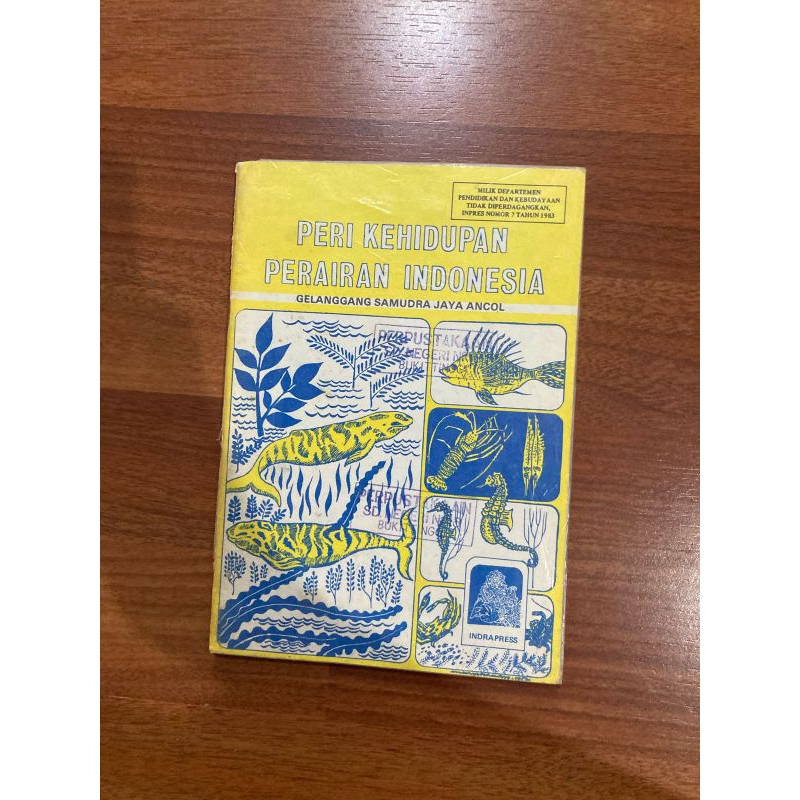 MILIK DEPARTEMEN
PENDIDIKAN DAN KEBUDAYAAN
TIDAK DIPERDAGANGKAN,
INPRES NOMOR 7 TAHUN 1983
PERI KEHIDUPAN
PERAIRAN INDONESIA
GELANGGANG SAMUDRA JAYA ANCOL
NEGERI
INDRAPRESS